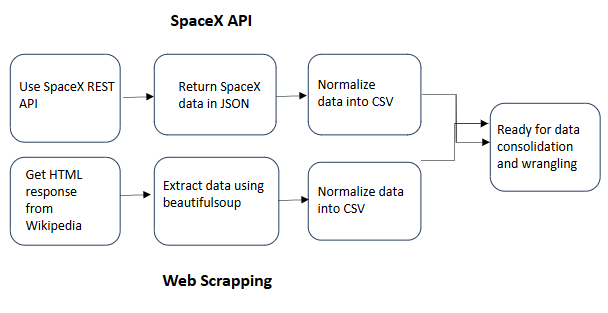 SpaceX API
Use SpaceX REST
API
Return SpaceX
data in JSON
Normalize
data into CSV
Ready for data
consolidation
and wrangling
Get HTML
response
from
Wikipedia
Extract data using
beautifulsoup
Normalize data
into CSV
Web Scrapping